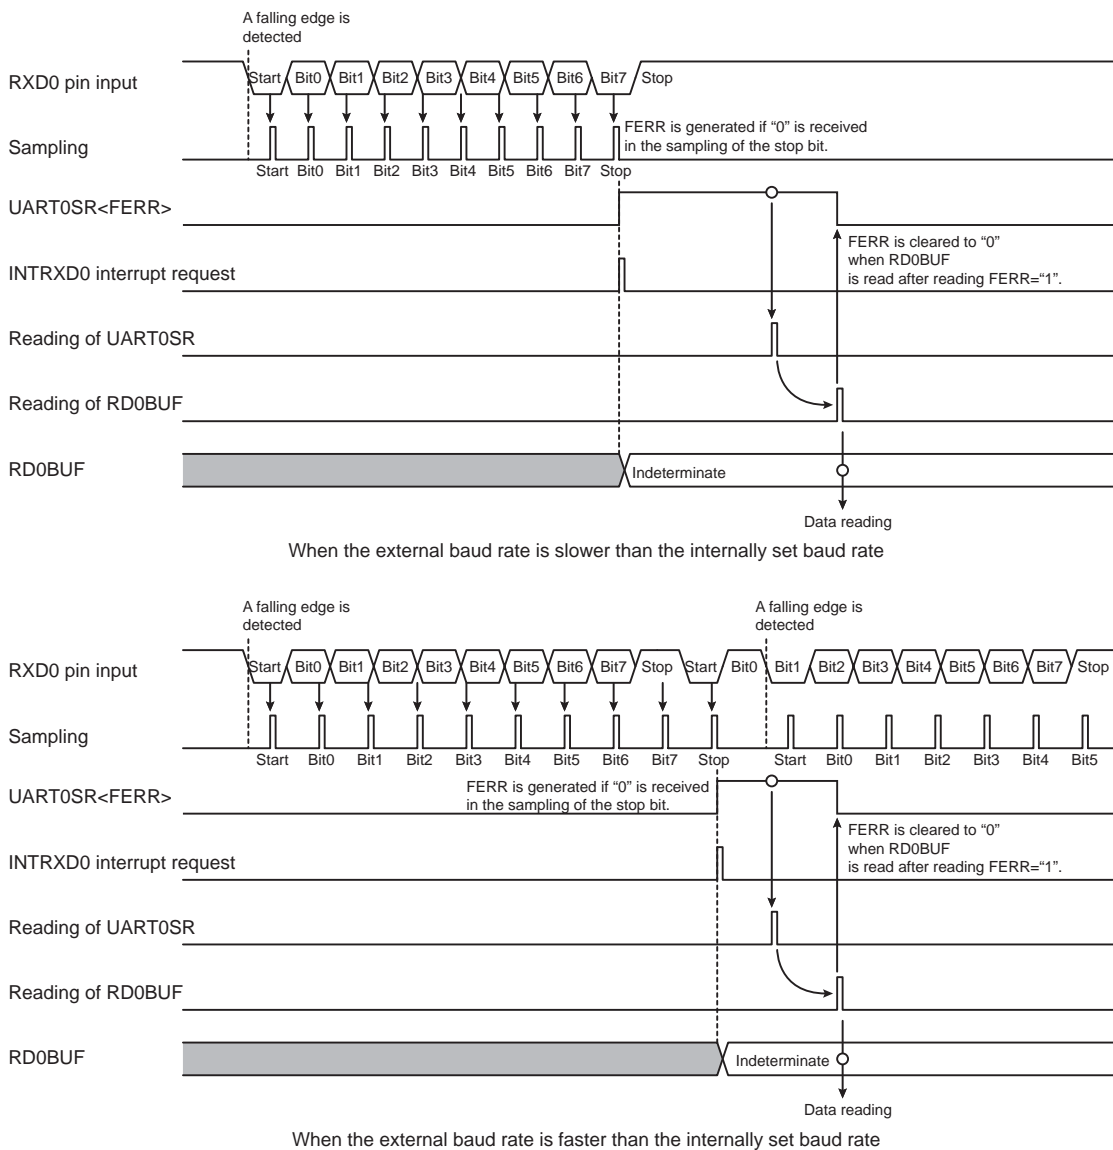 A falling edge is
detected
RXD0 pin input
Start Bit0 Bit1 Bit2 Bit3 Bit4 Bit5 Bit6 Bit7 Stop
FERR is generated if “0” is received
in the sampling of the stop bit.
Sampling
Start Bit0 Bit1 Bit2 Bit3 Bit4 Bit5 Bit6 Bit7 Stop
UART0SR<FERR>
FERR is cleared to “0”
when RD0BUF
is read after reading FERR=“1”.
INTRXD0 interrupt request
Reading of UART0SR
Reading of RD0BUF
RD0BUF
Indeterminate
Data reading
When the external baud rate is slower than the internally set baud rate
A falling edge is
detected
A falling edge is
detected
RXD0 pin input
Start Bit0 Bit1 Bit2 Bit3 Bit4 Bit5 Bit6 Bit7 Stop Start Bit0 Bit1 Bit2 Bit3 Bit4 Bit5 Bit6 Bit7 Stop
Sampling
Start Bit0 Bit1 Bit2 Bit3 Bit4 Bit5 Bit6 Bit7 Stop Start Bit0 Bit1 Bit2 Bit3 Bit4 Bit5
FERR is generated if “0” is received
in the sampling of the stop bit.
UART0SR<FERR>
FERR is cleared to “0”
when RD0BUF
is read after reading FERR=“1”.
INTRXD0 interrupt request
Reading of UART0SR
Reading of RD0BUF
RD0BUF
Indeterminate
Data reading
When the external baud rate is faster than the internally set baud rate